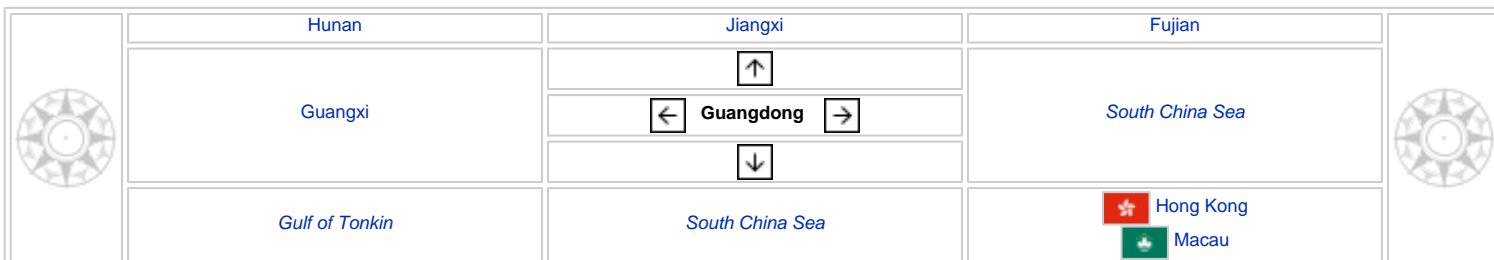 Hunan
Jiangxi
Fujian
Guangxi
Guangdong
South China Sea
Gulf of Tonkin
South China Sea
Hong Kong
Macau